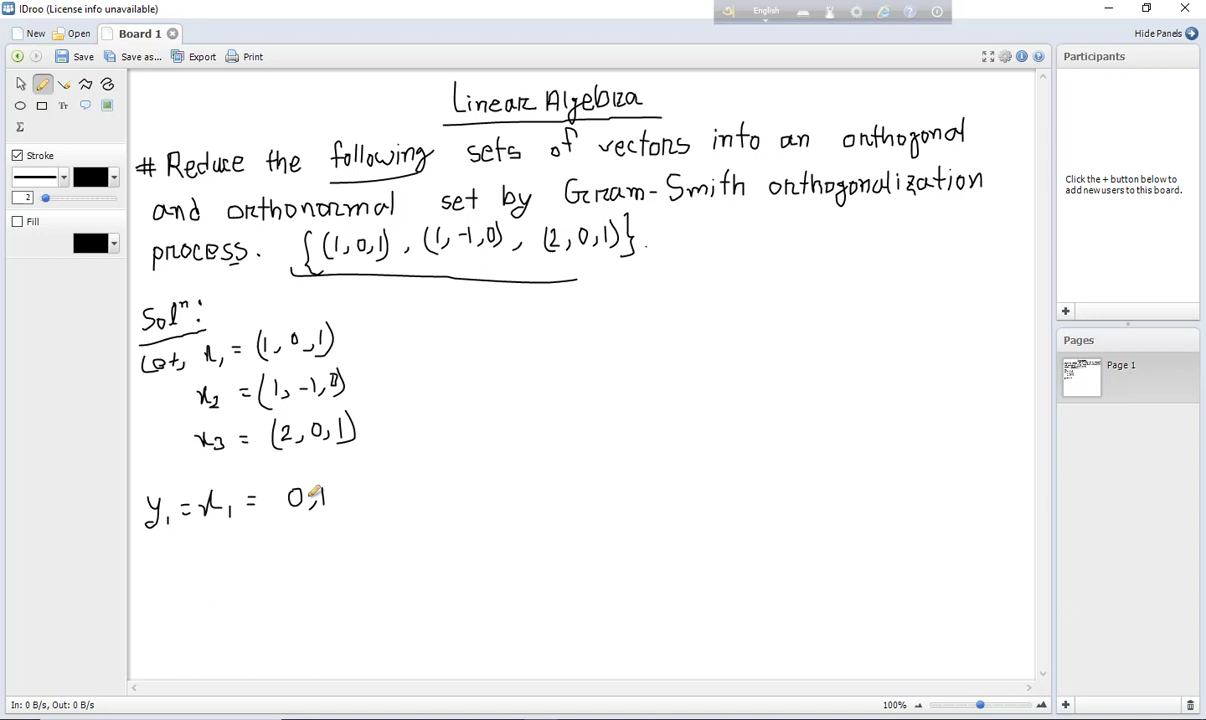 IDroo (License info unavailable)
English
New Open Board 1 Hide Panels
Save Save as... Export Print
Participants
Linear Algebra
# Reduce the following sets of vectors into an orthogonal
and orthonormal set by Gram-Smith orthogonalization
process. {(1,0,1), (1,-1,0), (2,0,1)}.
Stroke
2
Fill
Click the + button below to
add new users to this board.
Solⁿ:
Let, x₁ = (1,0,1)
x₂ = (1,-1,0)
x₃ = (2,0,1)
y₁ = x₁ = 0,1
Pages
Page 1
In: 0 B/s, Out: 0 B/s
100%